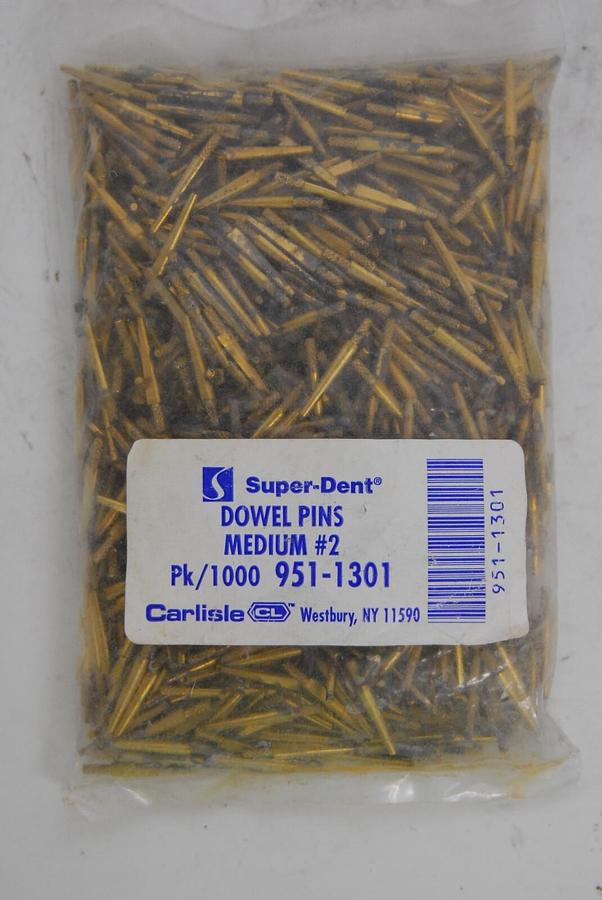 Super-Dent®
DOWEL PINS
MEDIUM #2
Pk/1000 951-1301
Carlisle CL™ Westbury, NY 11590
951-1301